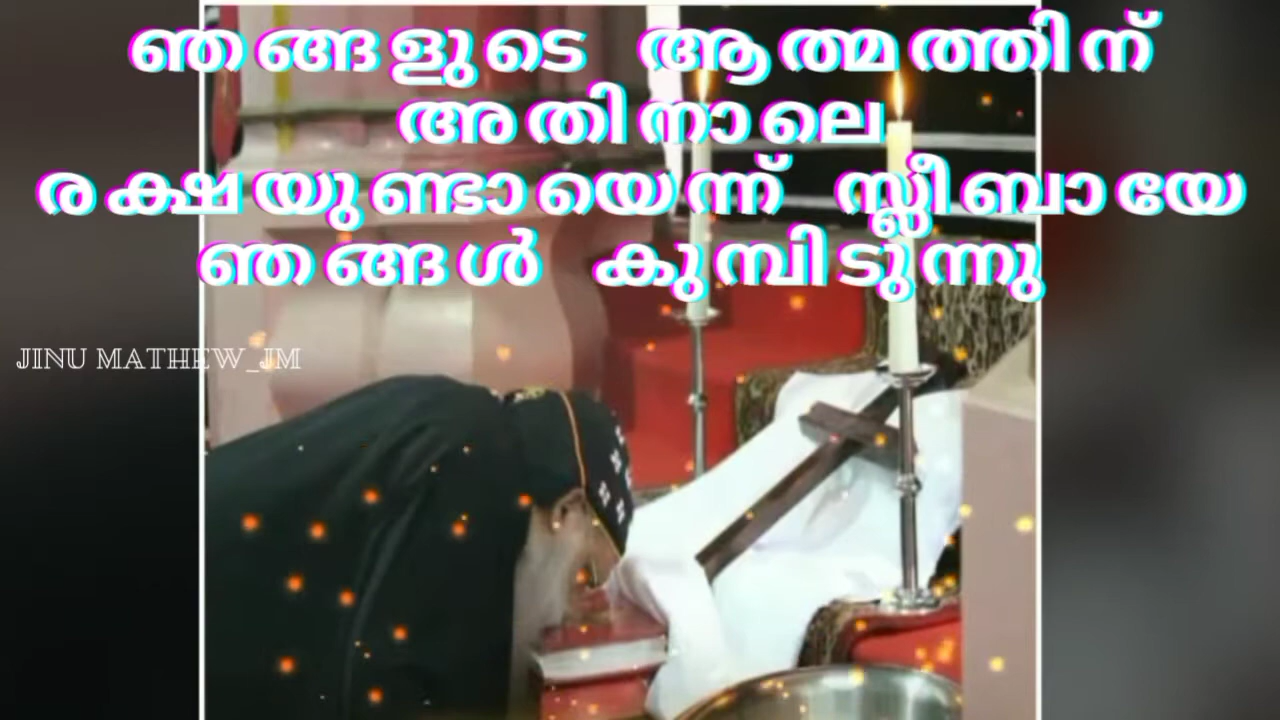 ഞങ്ങളുടെ ആത്മത്തിന്
അതിനാലെ
രക്ഷയുണ്ടായെന്ന് സ്ലീബായേ
ഞങ്ങൾ കുമ്പിടുന്നു
JINU MATHEW_JM